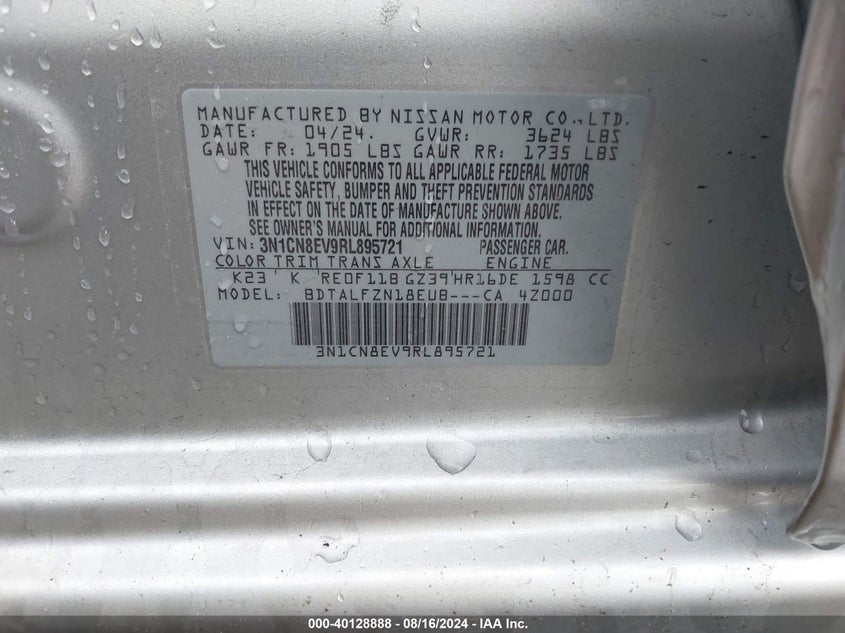 MANUFACTURED BY NISSAN MOTOR CO., LTD.
DATE: 04/24. GVWR: 3624 LBS
GAWR FR: 1905 LBS GAWR RR: 1735 LBS
THIS VEHICLE CONFORMS TO ALL APPLICABLE FEDERAL MOTOR
VEHICLE SAFETY, BUMPER AND THEFT PREVENTION STANDARDS
IN EFFECT ON THE DATE OF MANUFACTURE SHOWN ABOVE.
SEE OWNER'S MANUAL FOR ADDITIONAL INFORMATION.
VIN: 3N1CN8EV9RL895721 PASSENGER CAR.
COLOR TRIM TRANS AXLE ENGINE
K23 ' K ' RE0F11B GZ39'HR16DE 1598 CC
MODEL: BDTALFZN18EUB---CA 4Z000
3N1CN8EV9RL895721
000-40128888 - 08/16/2024 - IAA Inc.